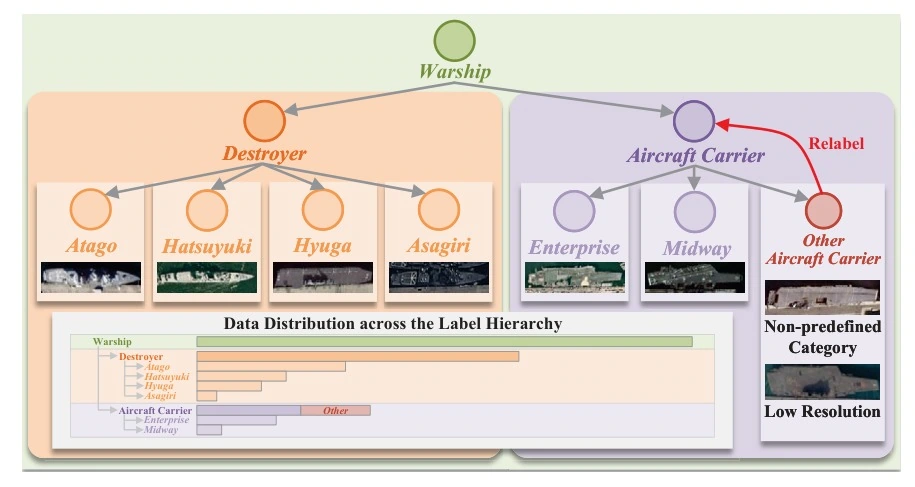 Warship
Destroyer
Aircraft Carrier
Relabel
Atago
Hatsuyuki
Hyuga
Asagiri
Enterprise
Midway
Other
Aircraft Carrier
Non-predefined
Category
Low Resolution
Data Distribution across the Label Hierarchy
Warship
Destroyer
Atago
Hatsuyuki
Hyuga
Asagiri
Aircraft Carrier
Other
Enterprise
Midway